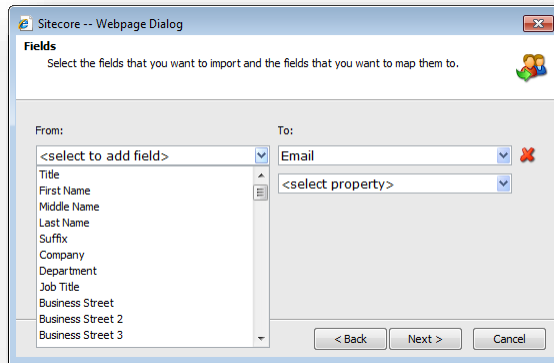 Sitecore -- Webpage Dialog
Fields
Select the fields that you want to import and the fields that you want to map them to.
From:
To:
<select to add field>
Email
<select property>
Title
First Name
Middle Name
Last Name
Suffix
Company
Department
Job Title
Business Street
Business Street 2
Business Street 3
< Back
Next >
Cancel